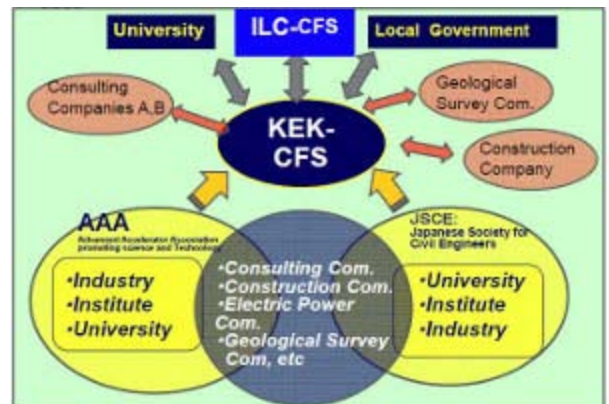 University
ILC-CFS
Local Government
Consulting
Companies A,B
Geological
Survey Com.
KEK-
CFS
Construction
Company
AAA
Advanced Accelerator Association
promoting science and Technology
JSCE:
Japanese Society for
Civil Engineers
•Industry
•Institute
•University
•Consulting Com.
•Construction Com.
•Electric Power
Com.
•Geological Survey
Com, etc
•University
•Institute
•Industry